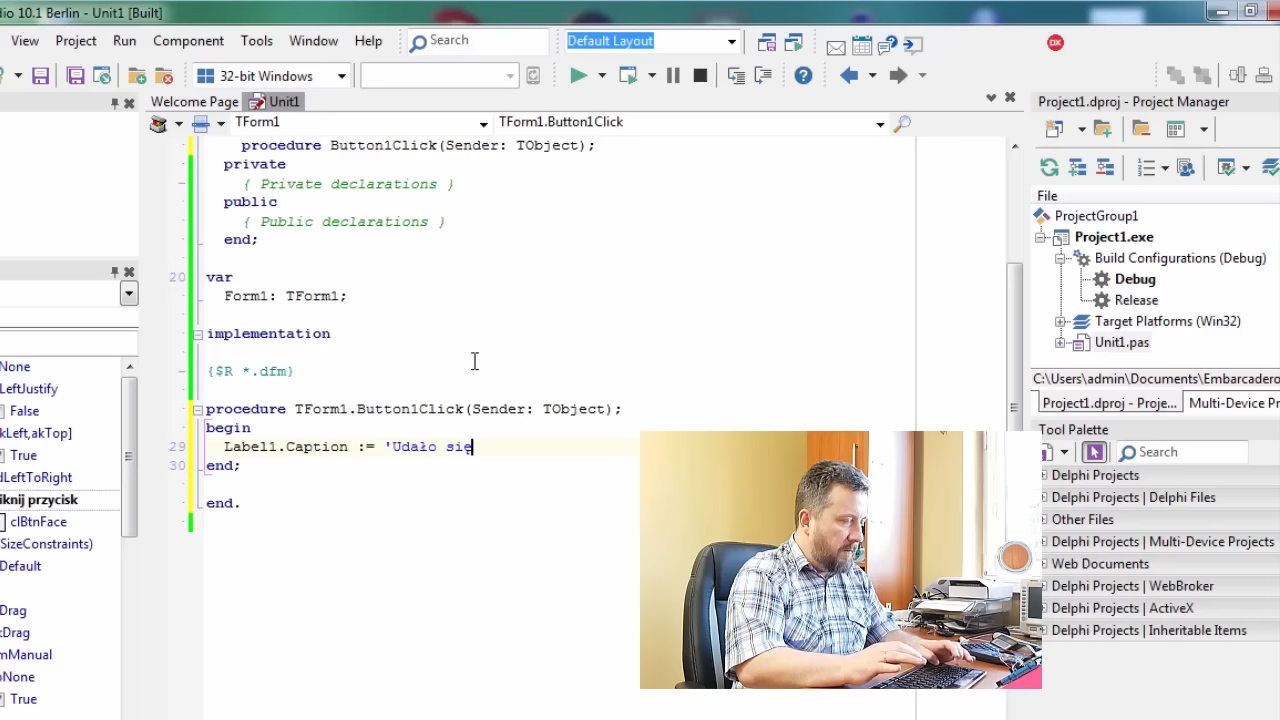 dio 10.1 Berlin - Unit1 [Built]
View Project Run Component Tools Window Help Search Default Layout
32-bit Windows
Welcome Page Unit1
TForm1 TForm1.Button1Click
procedure Button1Click(Sender: TObject);
private
{ Private declarations }
public
{ Public declarations }
end;
20 var
Form1: TForm1;
implementation
{$R *.dfm}
procedure TForm1.Button1Click(Sender: TObject);
begin
29 Label1.Caption := 'Udało się
30 end;
end.
None
LeftJustify
False
kLeft,akTop]
True
LeftToRight
iknij przycisk
clBtnFace
SizeConstraints)
Default
Drag
kDrag
mManual
pNone
True
DX
Project1.dproj - Project Manager
File
ProjectGroup1
Project1.exe
Build Configurations (Debug)
Debug
Release
Target Platforms (Win32)
Unit1.pas
C:\Users\admin\Documents\Embarcadero
Project1.dproj - Proje... Multi-Device Pr
Tool Palette
Search
Delphi Projects
Delphi Projects | Delphi Files
Other Files
Delphi Projects | Multi-Device Projects
Web Documents
Delphi Projects | WebBroker
Delphi Projects | ActiveX
Delphi Projects | Inheritable Items